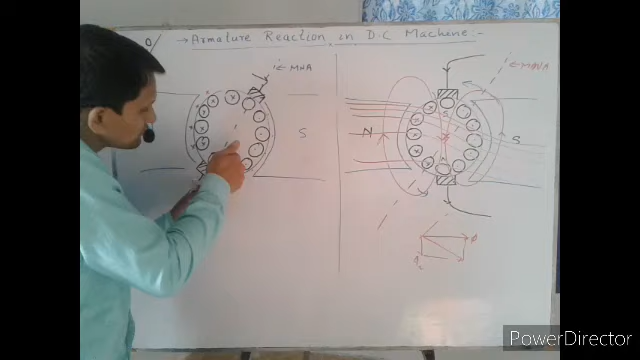 → Armature Reaction in D.C Machine :-
MNA
MNA
S
N
S
S
N
φ
PowerDirector